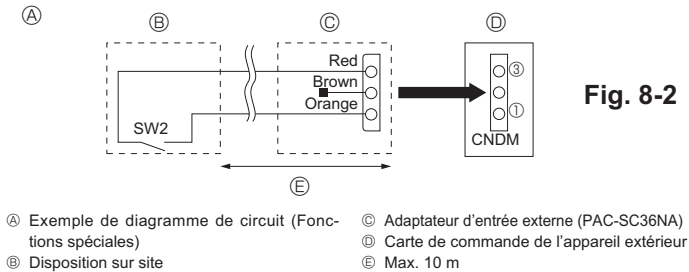 Ⓐ
Ⓑ
Ⓒ
Ⓓ
Red
Brown
Orange
SW2
③
①
CNDM
Ⓔ
Fig. 8-2
Ⓐ Exemple de diagramme de circuit (Fonc-
tions spéciales)
Ⓑ Disposition sur site
Ⓒ Adaptateur d'entrée externe (PAC-SC36NA)
Ⓓ Carte de commande de l'appareil extérieur
Ⓔ Max. 10 m